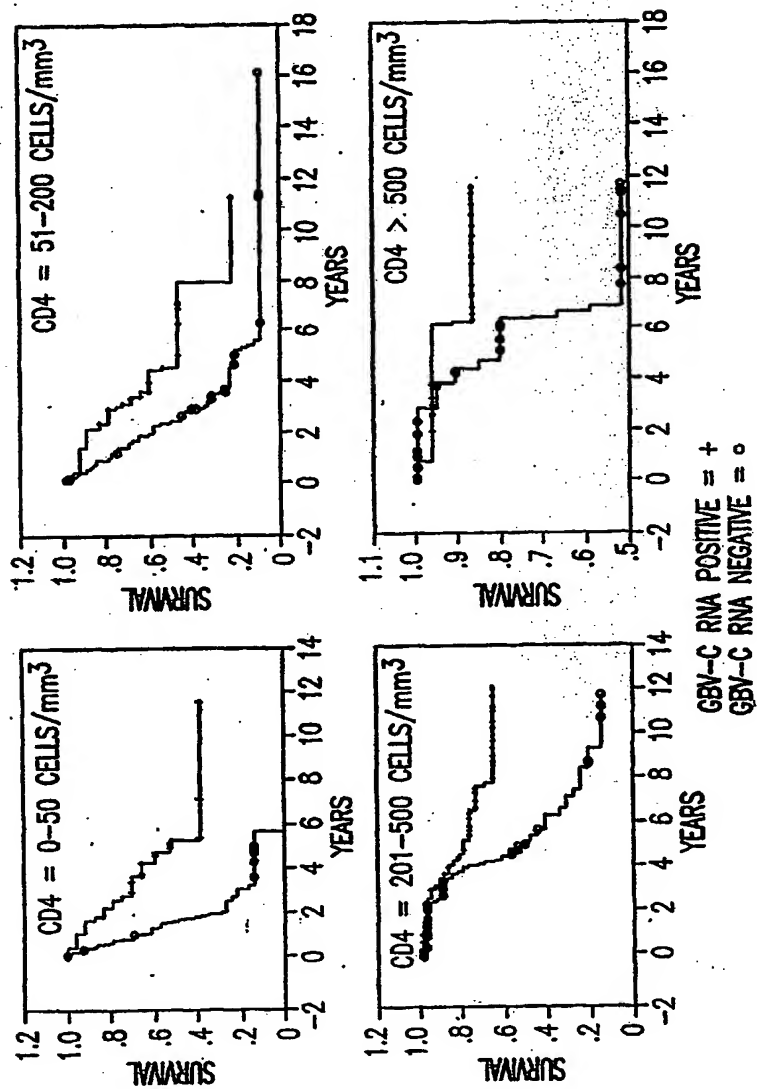 CD4 = 0-50 CELLS/mm3
SURVIVAL
1.2
1.0
.8
.6
.4
.2
0
-2 0 2 4 6 8 10 12 14
YEARS
CD4 = 51-200 CELLS/mm3
SURVIVAL
1.2
1.0
.8
.6
.4
.2
0
-2 0 2 4 6 8 10 12 14 16 18
YEARS
CD4 = 201-500 CELLS/mm3
SURVIVAL
1.2
1.0
.8
.6
.4
.2
0
-2 0 2 4 6 8 10 12 14
YEARS
CD4 > 500 CELLS/mm3
SURVIVAL
1.1
1.0
.9
.8
.7
.6
.5
-2 0 2 4 6 8 10 12 14 16 18
YEARS
GBV-C RNA POSITIVE = +
GBV-C RNA NEGATIVE = o